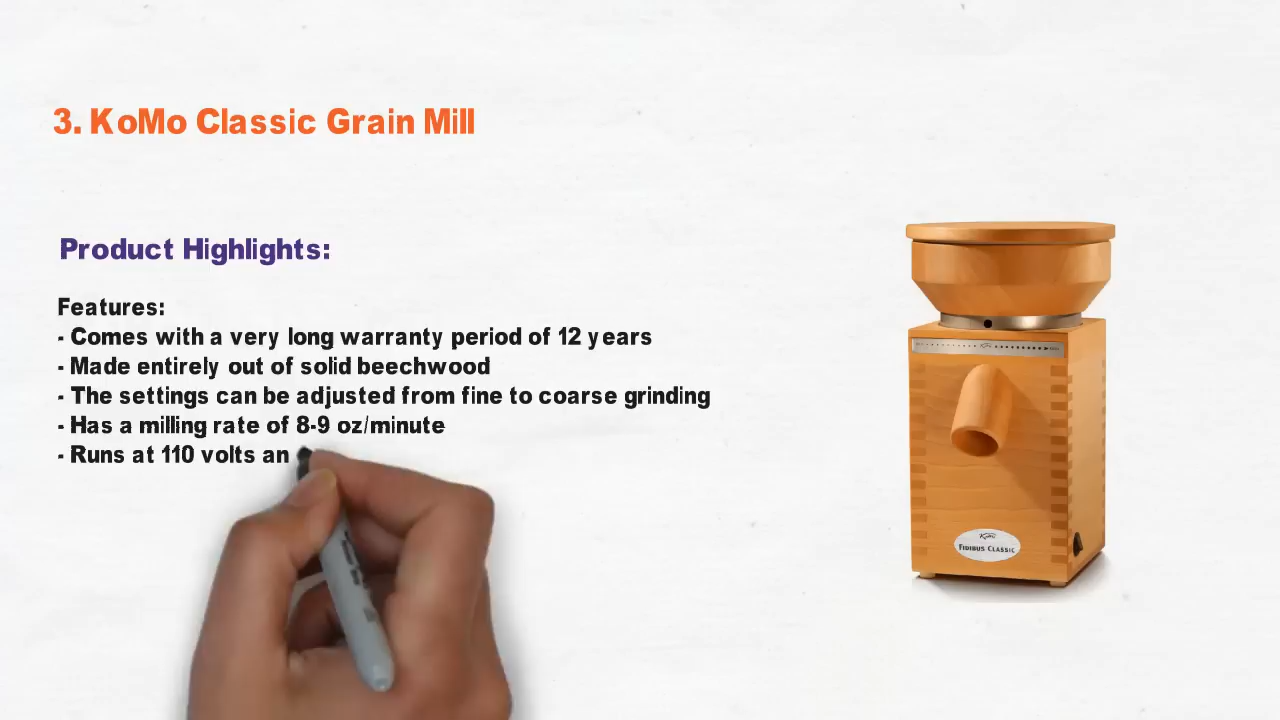 3. KoMo Classic Grain Mill
Product Highlights:
Features:
- Comes with a very long warranty period of 12 years
- Made entirely out of solid beechwood
- The settings can be adjusted from fine to coarse grinding
- Has a milling rate of 8-9 oz/minute
- Runs at 110 volts an
KoMo
FIDIBUS CLASSIC